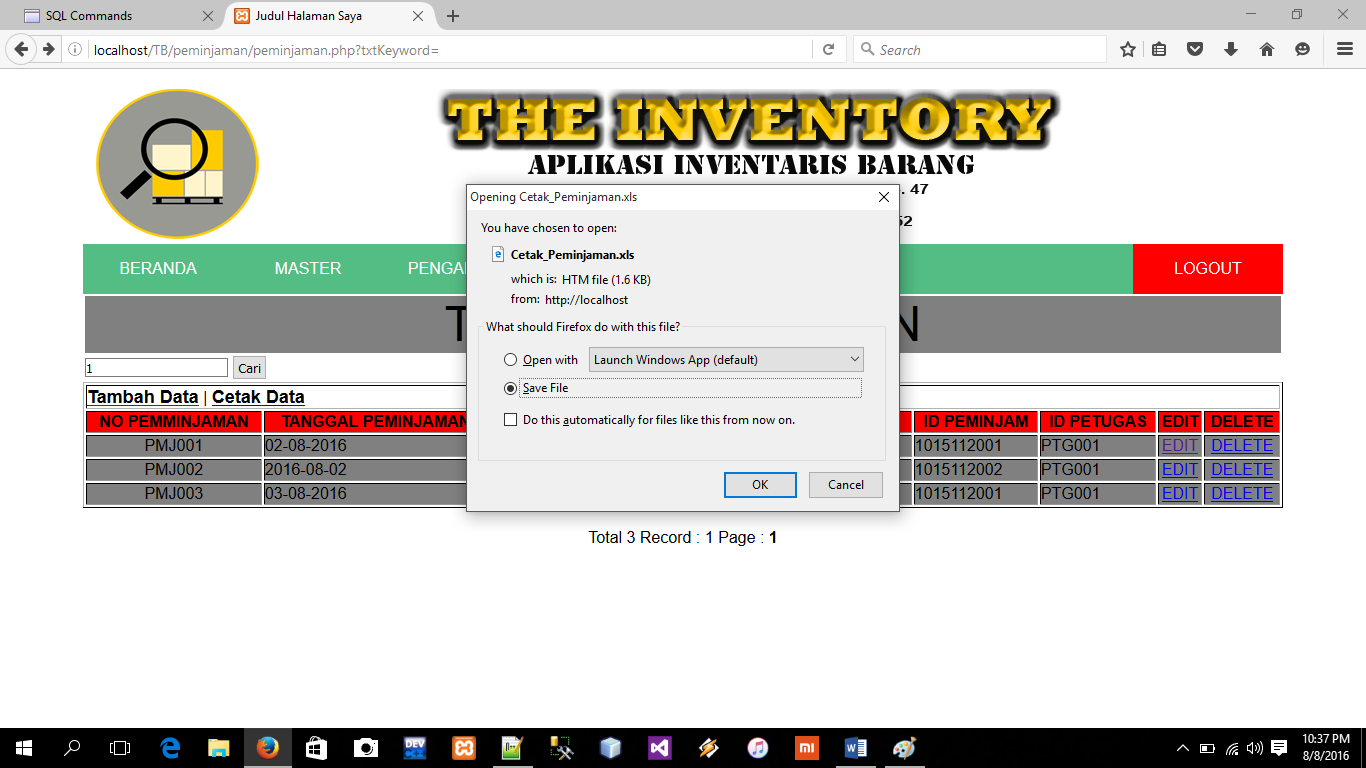 SQL Commands
Judul Halaman Saya
localhost/TB/peminjaman/peminjaman.php?txtKeyword=
Search
THE INVENTORY
APLIKASI INVENTARIS BARANG
. 47
52
BERANDA MASTER PENGA LOGOUT
T N
1 Cari
Tambah Data | Cetak Data
NO PEMMINJAMAN TANGGAL PEMINJAMAN ID PEMINJAM ID PETUGAS EDIT DELETE
PMJ001 02-08-2016 1015112001 PTG001 EDIT DELETE
PMJ002 2016-08-02 1015112002 PTG001 EDIT DELETE
PMJ003 03-08-2016 1015112001 PTG001 EDIT DELETE
Total 3 Record : 1 Page : 1
Opening Cetak_Peminjaman.xls
You have chosen to open:
Cetak_Peminjaman.xls
which is: HTM file (1.6 KB)
from: http://localhost
What should Firefox do with this file?
Open with Launch Windows App (default)
Save File
Do this automatically for files like this from now on.
OK Cancel
DEV
mi
10:37 PM
8/8/2016